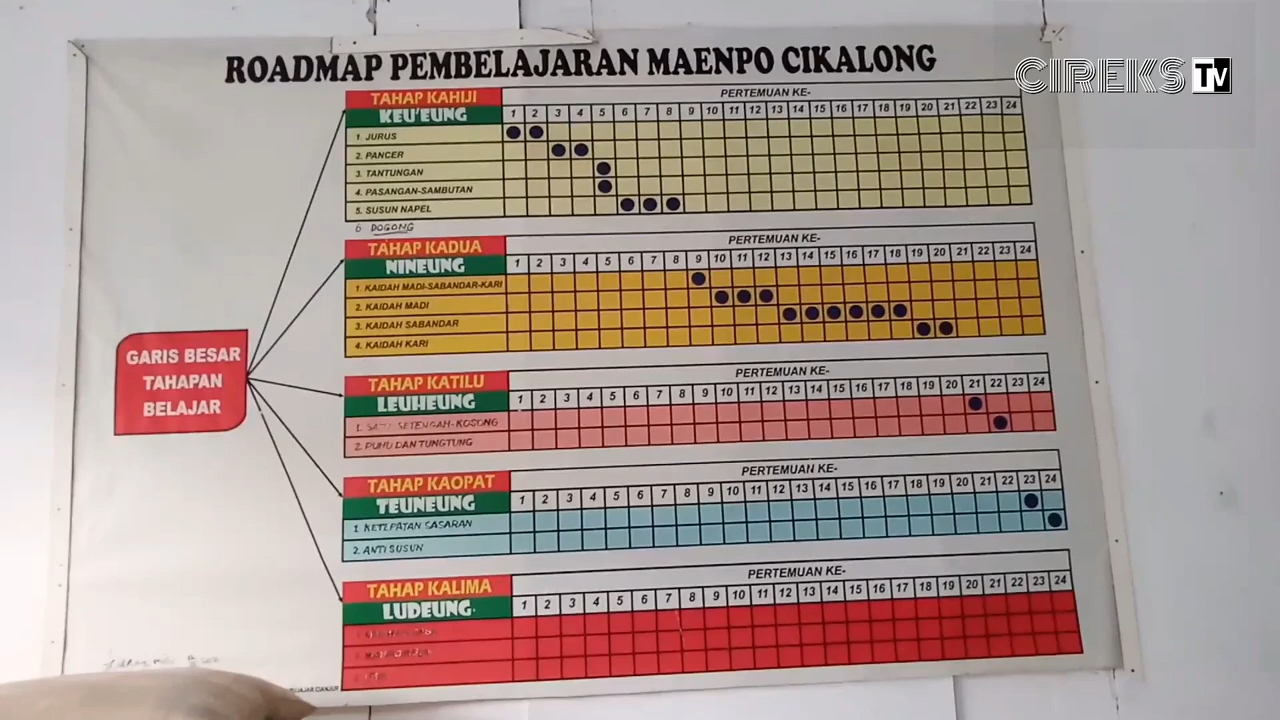 ROADMAP PEMBELAJARAN MAENPO CIKALONG
CIREKS TV
TAHAP KAHIJI
KEU'EUNG
PERTEMUAN KE-
1 2 3 4 5 6 7 8 9 10 11 12 13 14 15 16 17 18 19 20 21 22 23 24
1. JURUS
2. PANCER
3. TANTUNGAN
4. PASANGAN-SAMBUTAN
5. SUSUN NAPEL
6 DOGONG
TAHAP KADUA
NINEUNG
PERTEMUAN KE-
1 2 3 4 5 6 7 8 9 10 11 12 13 14 15 16 17 18 19 20 21 22 23 24
1. KAIDAH MADI-SABANDAR-KARI
2. KAIDAH MADI
3. KAIDAH SABANDAR
4. KAIDAH KARI
GARIS BESAR
TAHAPAN
BELAJAR
TAHAP KATILU
LEUHEUNG
PERTEMUAN KE-
1 2 3 4 5 6 7 8 9 10 11 12 13 14 15 16 17 18 19 20 21 22 23 24
1. SATU SETENGAH-KOSONG
2. PUHU DAN TUNGTUNG
TAHAP KAOPAT
TEUNEUNG
PERTEMUAN KE-
1 2 3 4 5 6 7 8 9 10 11 12 13 14 15 16 17 18 19 20 21 22 23 24
1. KETEPATAN SASARAN
2. ANTI SUSUN
TAHAP KALIMA
LUDEUNG
PERTEMUAN KE-
1 2 3 4 5 6 7 8 9 10 11 12 13 14 15 16 17 18 19 20 21 22 23 24
CIANJUR